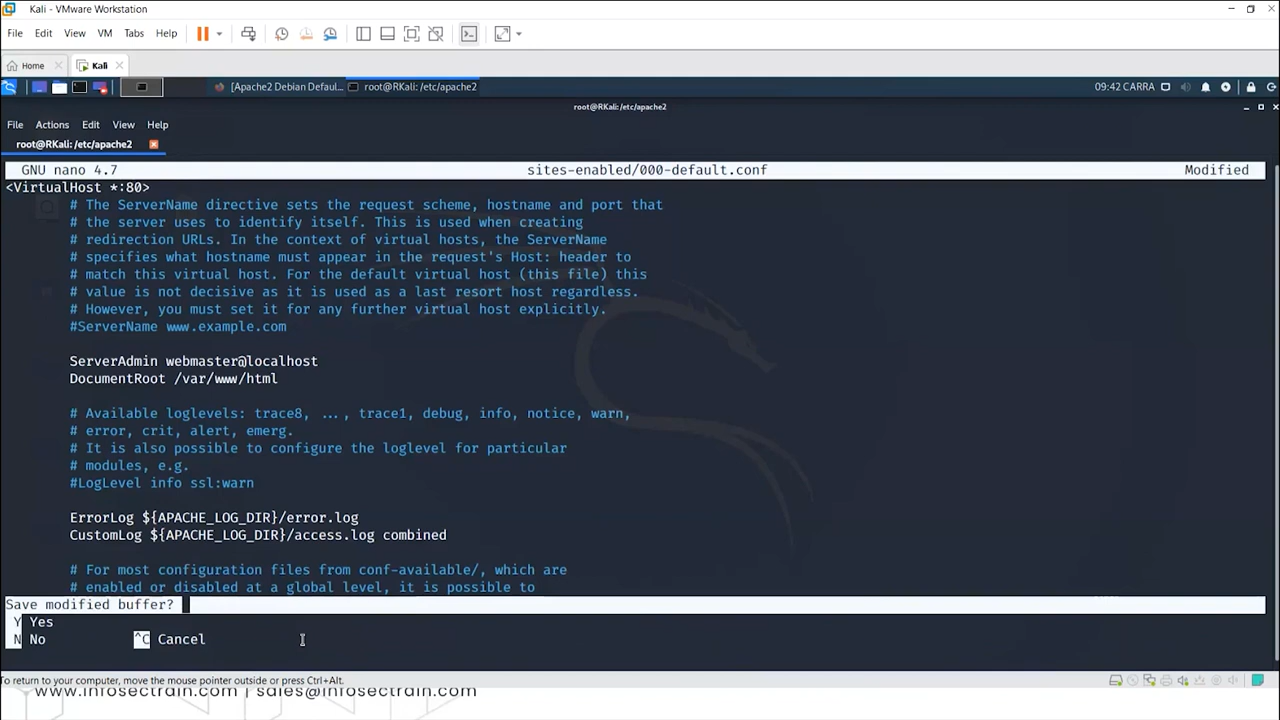 Kali - VMware Workstation
File Edit View VM Tabs Help
Home Kali
[Apache2 Debian Defaul... root@RKali: /etc/apache2 09:42 CARRA
root@RKali: /etc/apache2
File Actions Edit View Help
root@RKali: /etc/apache2
GNU nano 4.7 sites-enabled/000-default.conf Modified
<VirtualHost *:80>
# The ServerName directive sets the request scheme, hostname and port that
# the server uses to identify itself. This is used when creating
# redirection URLs. In the context of virtual hosts, the ServerName
# specifies what hostname must appear in the request's Host: header to
# match this virtual host. For the default virtual host (this file) this
# value is not decisive as it is used as a last resort host regardless.
# However, you must set it for any further virtual host explicitly.
#ServerName www.example.com
ServerAdmin webmaster@localhost
DocumentRoot /var/www/html
# Available loglevels: trace8, ..., trace1, debug, info, notice, warn,
# error, crit, alert, emerg.
# It is also possible to configure the loglevel for particular
# modules, e.g.
#LogLevel info ssl:warn
ErrorLog ${APACHE_LOG_DIR}/error.log
CustomLog ${APACHE_LOG_DIR}/access.log combined
# For most configuration files from conf-available/, which are
# enabled or disabled at a global level, it is possible to
Save modified buffer?
Y Yes
N No ^C Cancel
To return to your computer, move the mouse pointer outside or press Ctrl+Alt.
www.infosectrain.com | sales@infosectrain.com